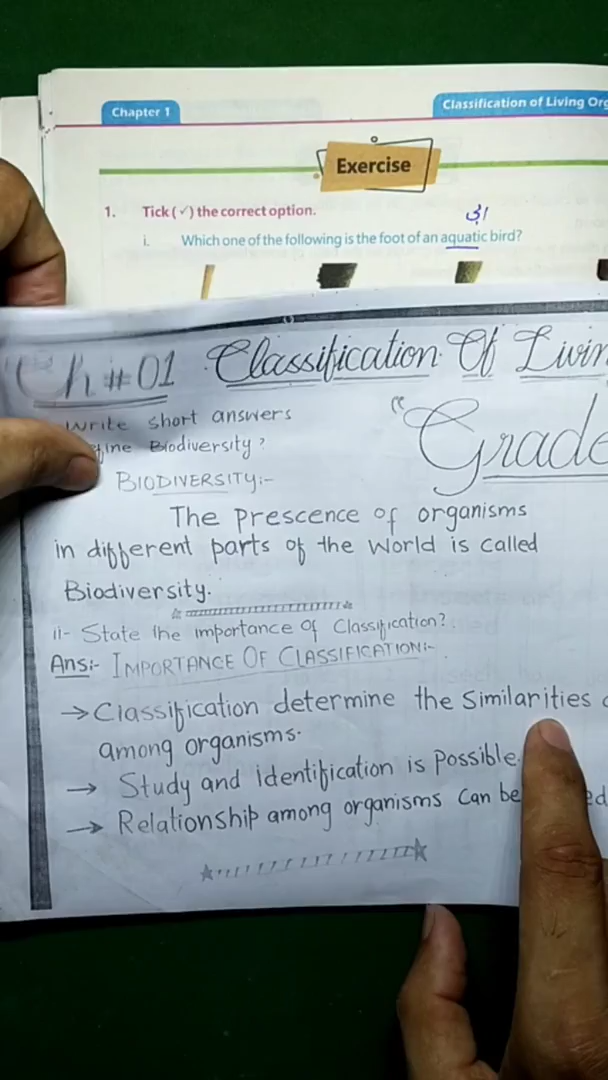 Chapter 1
Classification of Living Org
Exercise
1. Tick (✓) the correct option.
i. Which one of the following is the foot of an aquatic bird?
Ch # 01 Classification Of Livin
Write short answers
"Grade
fine Biodiversity?
BIODIVERSITY:-
The prescence of organisms
in different parts of the world is called
Biodiversity.
ii- State the importance of Classification?
Ans:- IMPORTANCE OF CLASSIFICATION:-
→ Classification determine the Similarities
among organisms.
→ Study and identification is possible.
→ Relationship among organisms can be